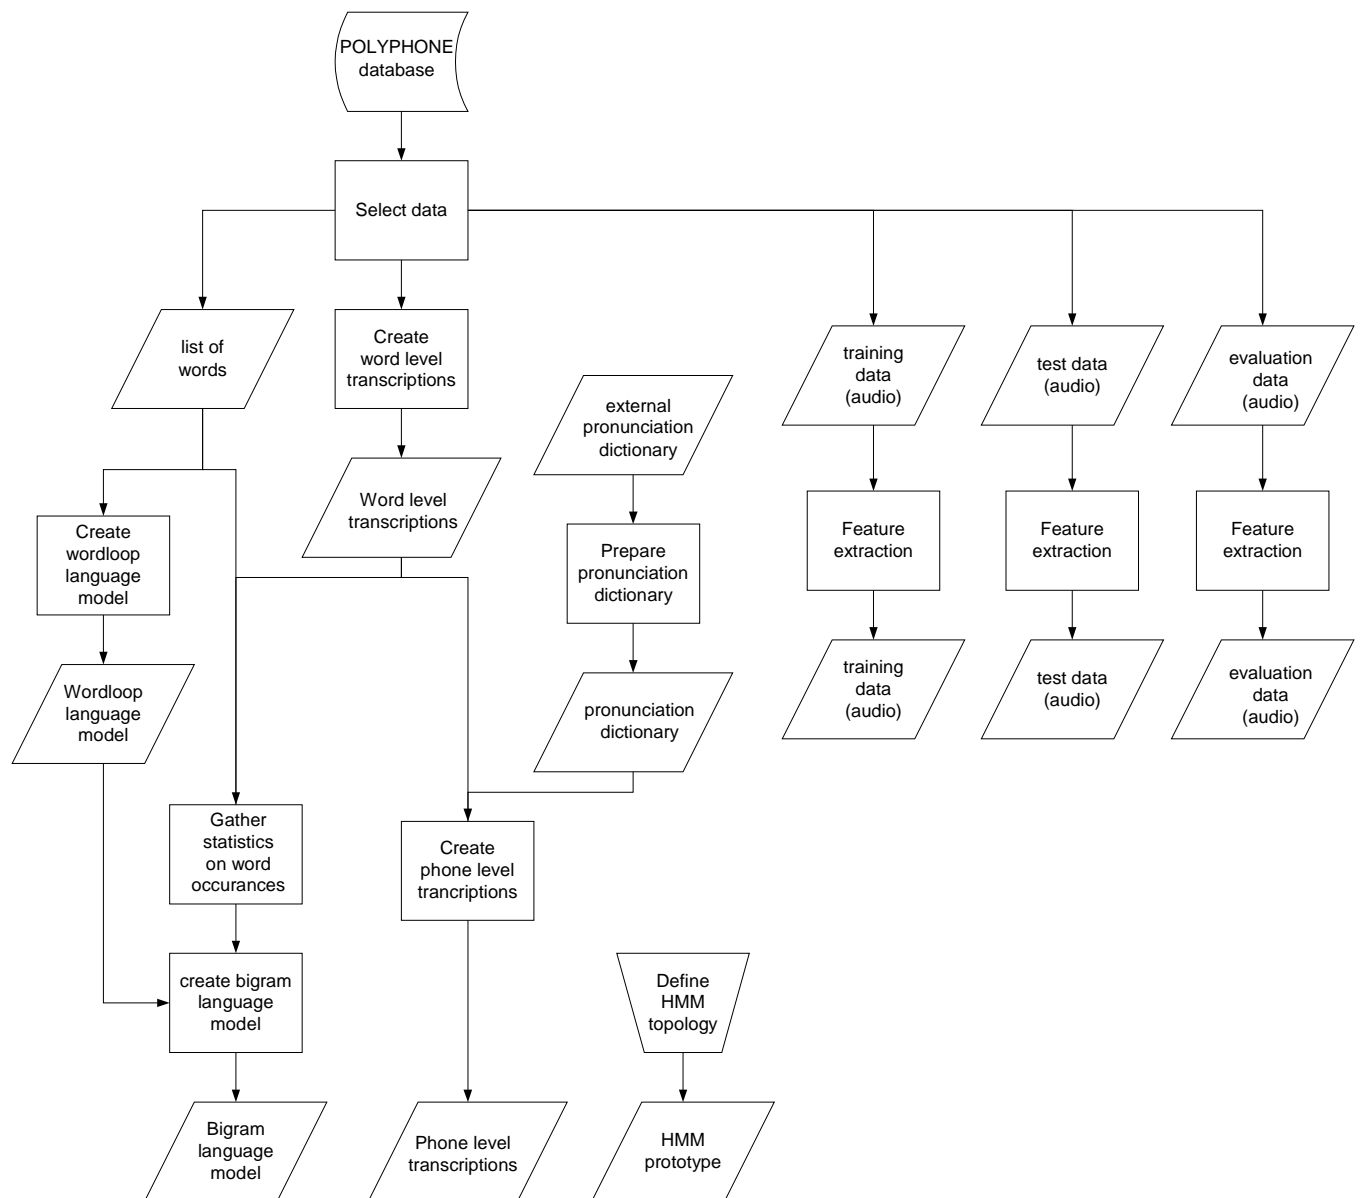 POLYPHONE
database
Select data
list of
words
Create
word level
transcriptions
training
data
(audio)
test data
(audio)
evaluation
data
(audio)
external
pronunciation
dictionary
Word level
transcriptions
Create
wordloop
language
model
Prepare
pronunciation
dictionary
Feature
extraction
Feature
extraction
Feature
extraction
Wordloop
language
model
pronunciation
dictionary
training
data
(audio)
test data
(audio)
evaluation
data
(audio)
Gather
statistics
on word
occurances
Create
phone level
trancriptions
create bigram
language
model
Define
HMM
topology
Bigram
language
model
Phone level
transcriptions
HMM
prototype